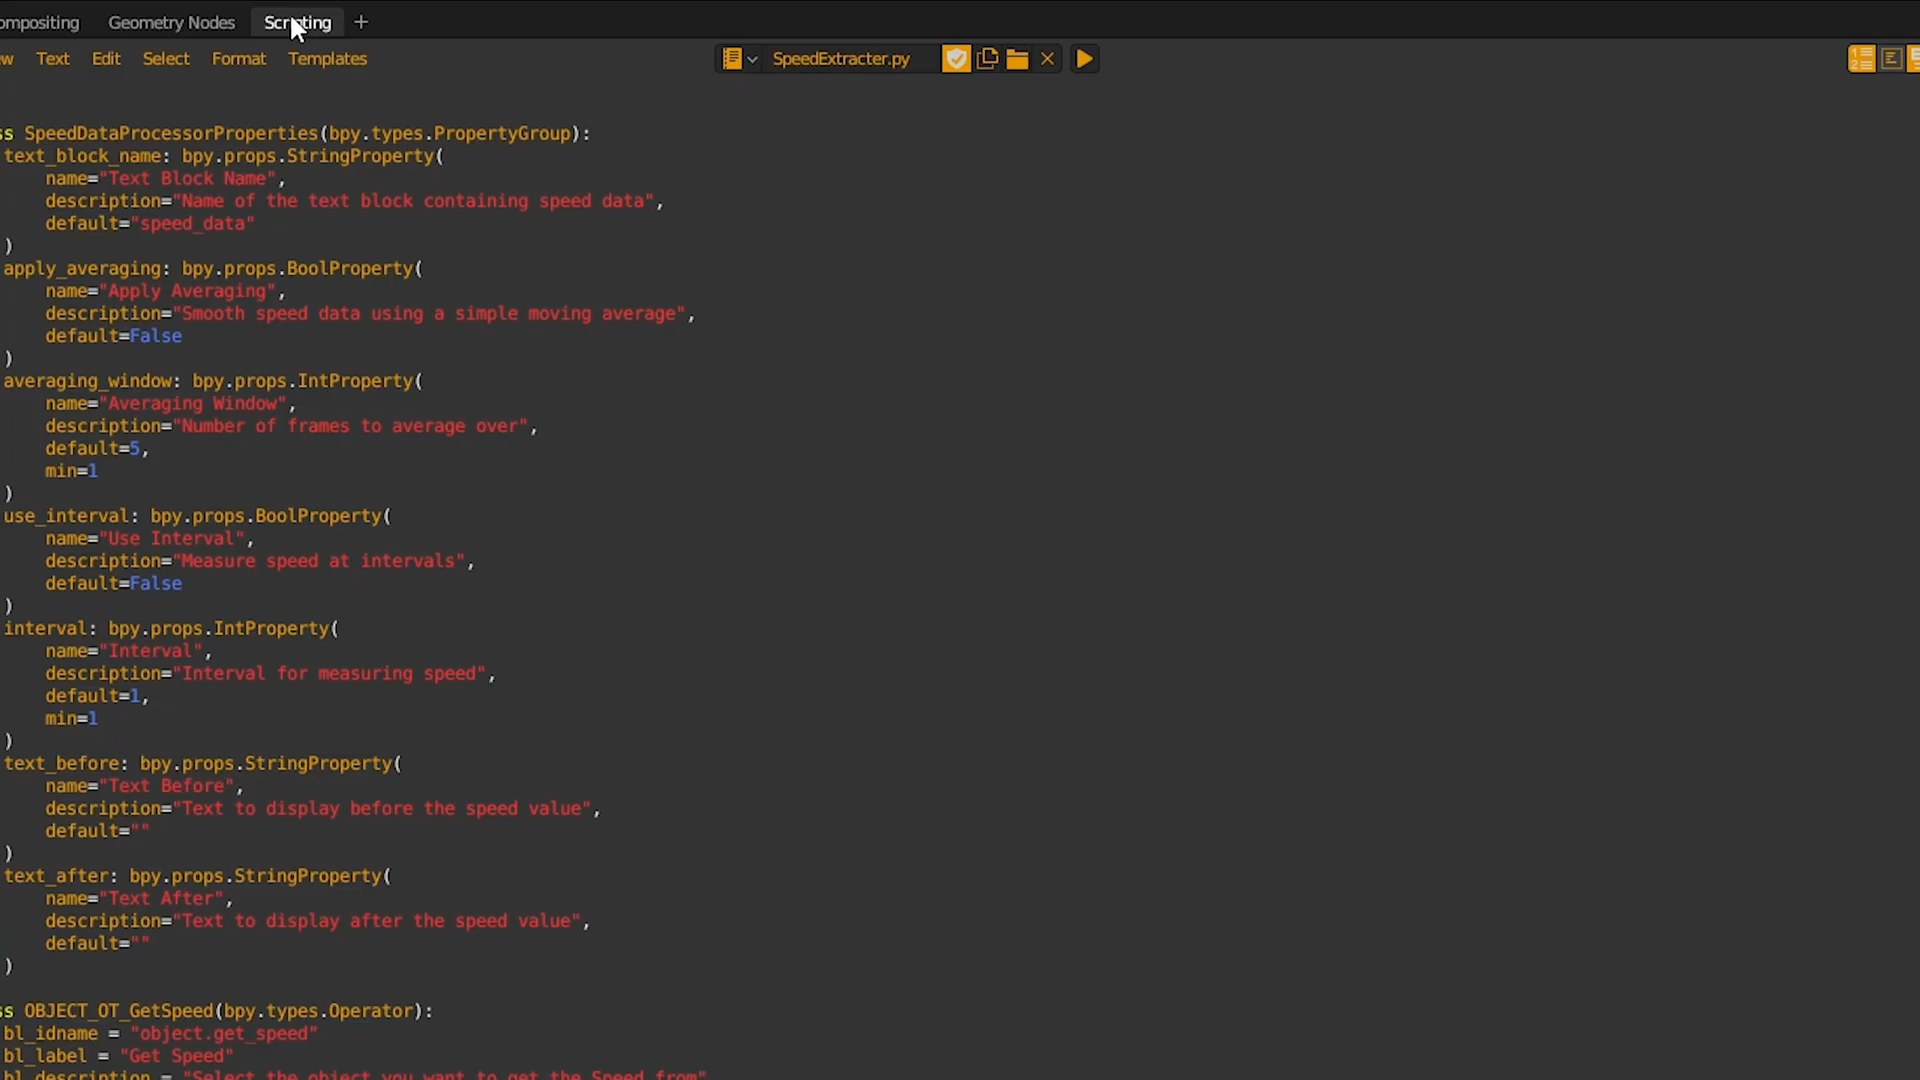 ompositing Geometry Nodes Scripting +
w Text Edit Select Format Templates SpeedExtracter.py
ss SpeedDataProcessorProperties(bpy.types.PropertyGroup):
text_block_name: bpy.props.StringProperty(
name="Text Block Name",
description="Name of the text block containing speed data",
default="speed_data"
)
apply_averaging: bpy.props.BoolProperty(
name="Apply Averaging",
description="Smooth speed data using a simple moving average",
default=False
)
averaging_window: bpy.props.IntProperty(
name="Averaging Window",
description="Number of frames to average over",
default=5,
min=1
)
use_interval: bpy.props.BoolProperty(
name="Use Interval",
description="Measure speed at intervals",
default=False
)
interval: bpy.props.IntProperty(
name="Interval",
description="Interval for measuring speed",
default=1,
min=1
)
text_before: bpy.props.StringProperty(
name="Text Before",
description="Text to display before the speed value",
default=""
)
text_after: bpy.props.StringProperty(
name="Text After",
description="Text to display after the speed value",
default=""
)
ss OBJECT_OT_GetSpeed(bpy.types.Operator):
bl_idname = "object.get_speed"
bl_label = "Get Speed"
bl_description = "Select the object you want to get the Speed from"